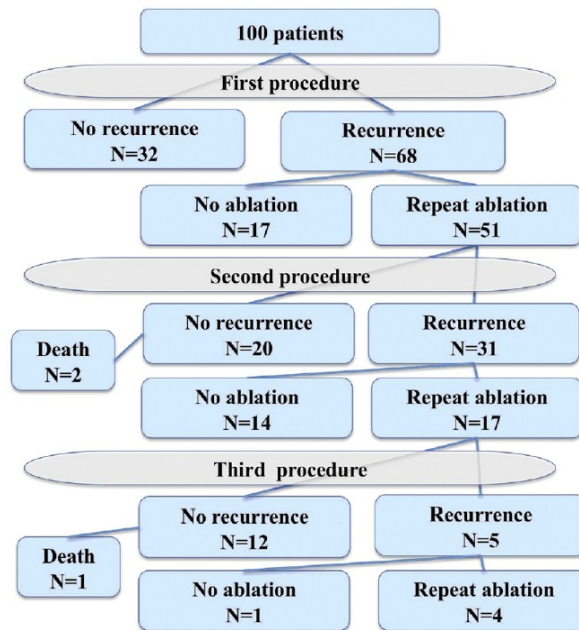 100 patients
First procedure
No recurrence
N=32
Recurrence
N=68
No ablation
N=17
Repeat ablation
N=51
Second procedure
No recurrence
N=20
Recurrence
N=31
Death
N=2
No ablation
N=14
Repeat ablation
N=17
Third procedure
No recurrence
N=12
Recurrence
N=5
Death
N=1
No ablation
N=1
Repeat ablation
N=4